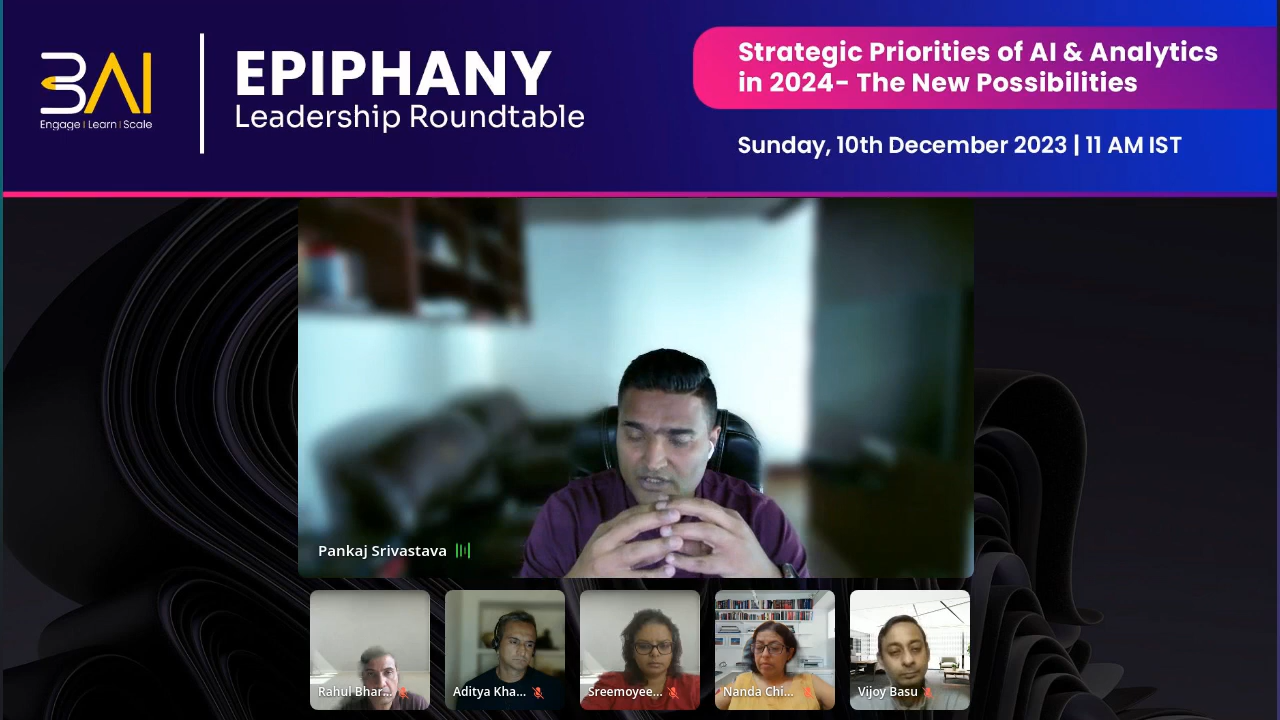 3AI
Engage | Learn | Scale
EPIPHANY
Leadership Roundtable
Strategic Priorities of AI & Analytics
in 2024- The New Possibilities
Sunday, 10th December 2023 | 11 AM IST
Pankaj Srivastava
Rahul Bhar...
Aditya Kha...
Sreemoyee...
Nanda Chi...
Vijoy Basu